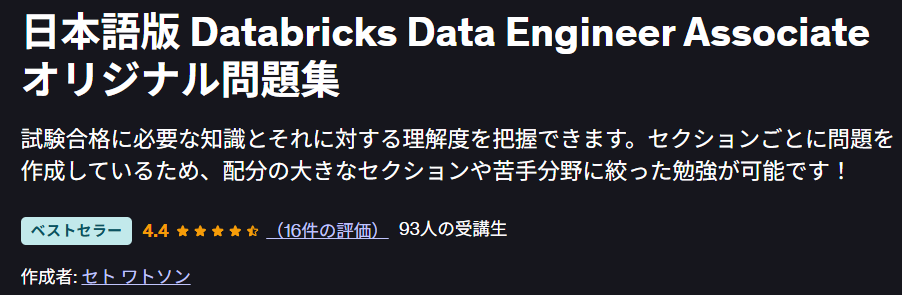 日本語版 Databricks Data Engineer Associate
オリジナル問題集
試験合格に必要な知識とそれに対する理解度を把握できます。セクションごとに問題を
作成しているため、配分の大きなセクションや苦手分野に絞った勉強が可能です！
ベストセラー 4.4 （16件の評価） 93人の受講生
作成者: セト ワトソン